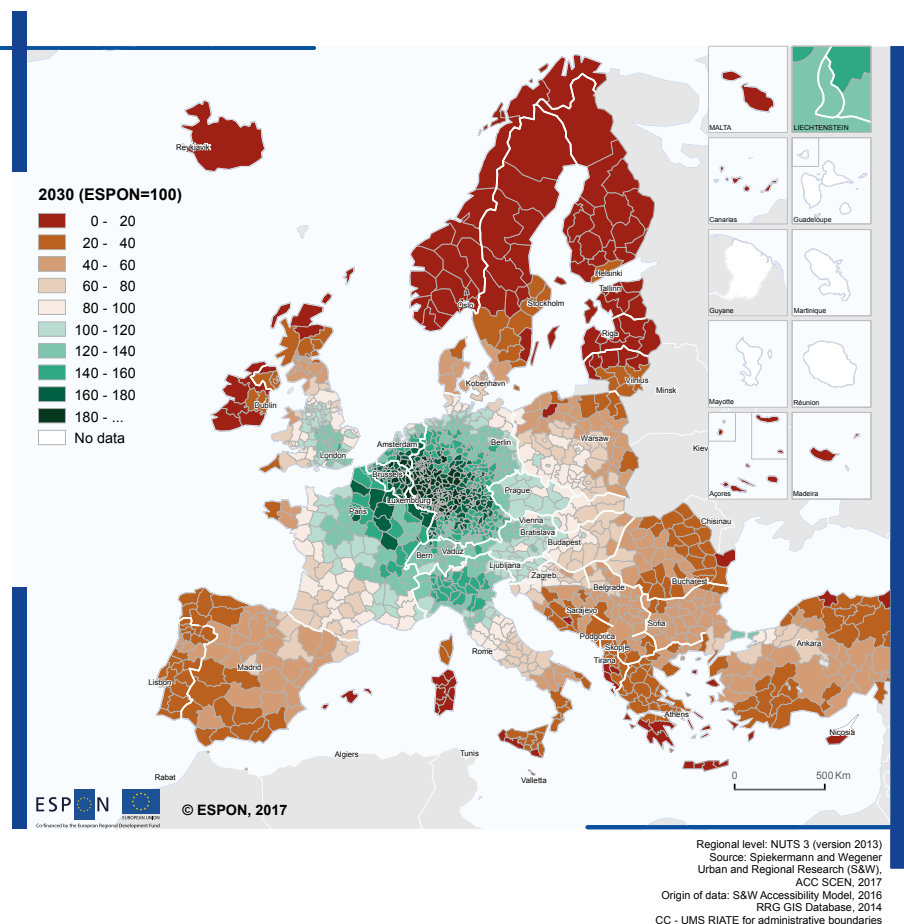 2030 (ESPON=100)
0 - 20
20 - 40
40 - 60
60 - 80
80 - 100
100 - 120
120 - 140
140 - 160
160 - 180
180 - ...
No data
Reykjavik
Oslo
Stockholm
Helsinki
Tallinn
Riga
Vilnius
Minsk
Kobenhavn
Dublin
London
Amsterdam
Berlin
Warsaw
Kiev
Brussels
Luxembourg
Paris
Prague
Vienna
Bratislava
Budapest
Chisinau
Bern
Vaduz
Ljubljana
Zagreb
Belgrade
Bucharest
Sarajevo
Sofia
Podgorica
Skopje
Tirana
Rome
Madrid
Lisbon
Ankara
Athens
Nicosia
Algiers
Tunis
Rabat
Valletta
MALTA
LIECHTENSTEIN
Canarias
Guadeloupe
Guyane
Martinique
Mayotte
Réunion
Açores
Madeira
0
500 Km
ESPON
EUROPEAN UNION
Co-financed by the European Regional Development Fund
© ESPON, 2017
Regional level: NUTS 3 (version 2013)
Source: Spiekermann and Wegener
Urban and Regional Research (S&W),
ACC SCEN, 2017
Origin of data: S&W Accessibility Model, 2016
RRG GIS Database, 2014
CC - UMS RIATE for administrative boundaries